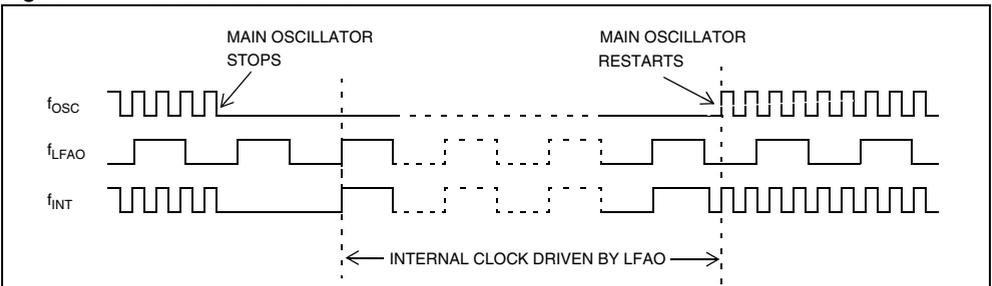 MAIN OSCILLATOR
STOPS
MAIN OSCILLATOR
RESTARTS
fOSC
fLFAO
fINT
INTERNAL CLOCK DRIVEN BY LFAO